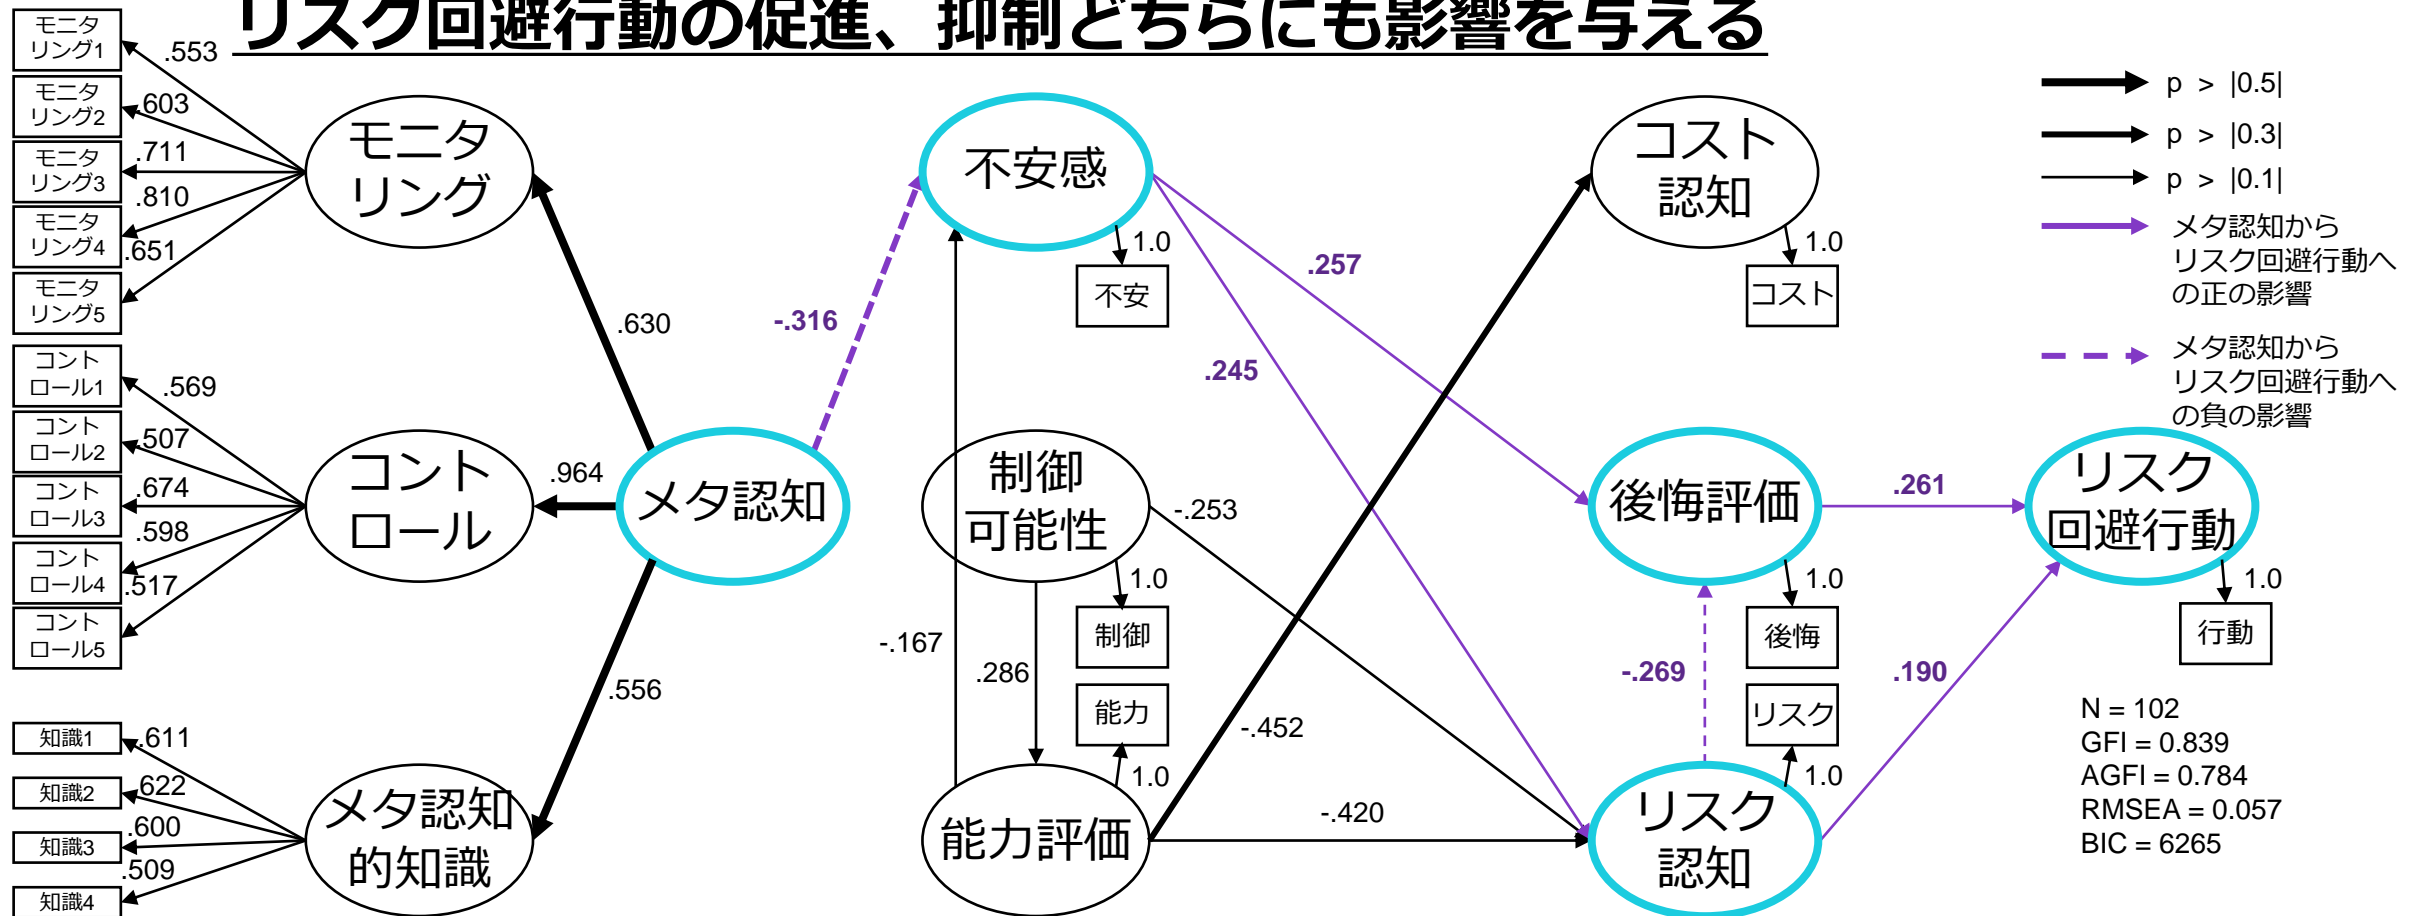 リスク回避行動の促進、抑制どちらにも影響を与える
モニタ
リング1
モニタ
リング2
モニタ
リング3
モニタ
リング4
モニタ
リング5
.553
.603
.711
.810
.651
コント
ロール1
コント
ロール2
コント
ロール3
コント
ロール4
コント
ロール5
.569
.507
.674
.598
.517
知識1
知識2
知識3
知識4
.611
.622
.600
.509
モニタ
リング
コント
ロール
メタ認知
的知識
.630
.964
.556
メタ認知
-.316
不安感
1.0
不安
制御
可能性
1.0
制御
-.167
.286
能力
1.0
能力評価
.257
.245
-.253
-.452
-.420
コスト
認知
1.0
コスト
後悔評価
1.0
後悔
-.269
リスク
1.0
リスク
認知
.261
.190
リスク
回避行動
1.0
行動
p > |0.5|
p > |0.3|
p > |0.1|
メタ認知から
リスク回避行動へ
の正の影響
メタ認知から
リスク回避行動へ
の負の影響
N = 102
GFI = 0.839
AGFI = 0.784
RMSEA = 0.057
BIC = 6265